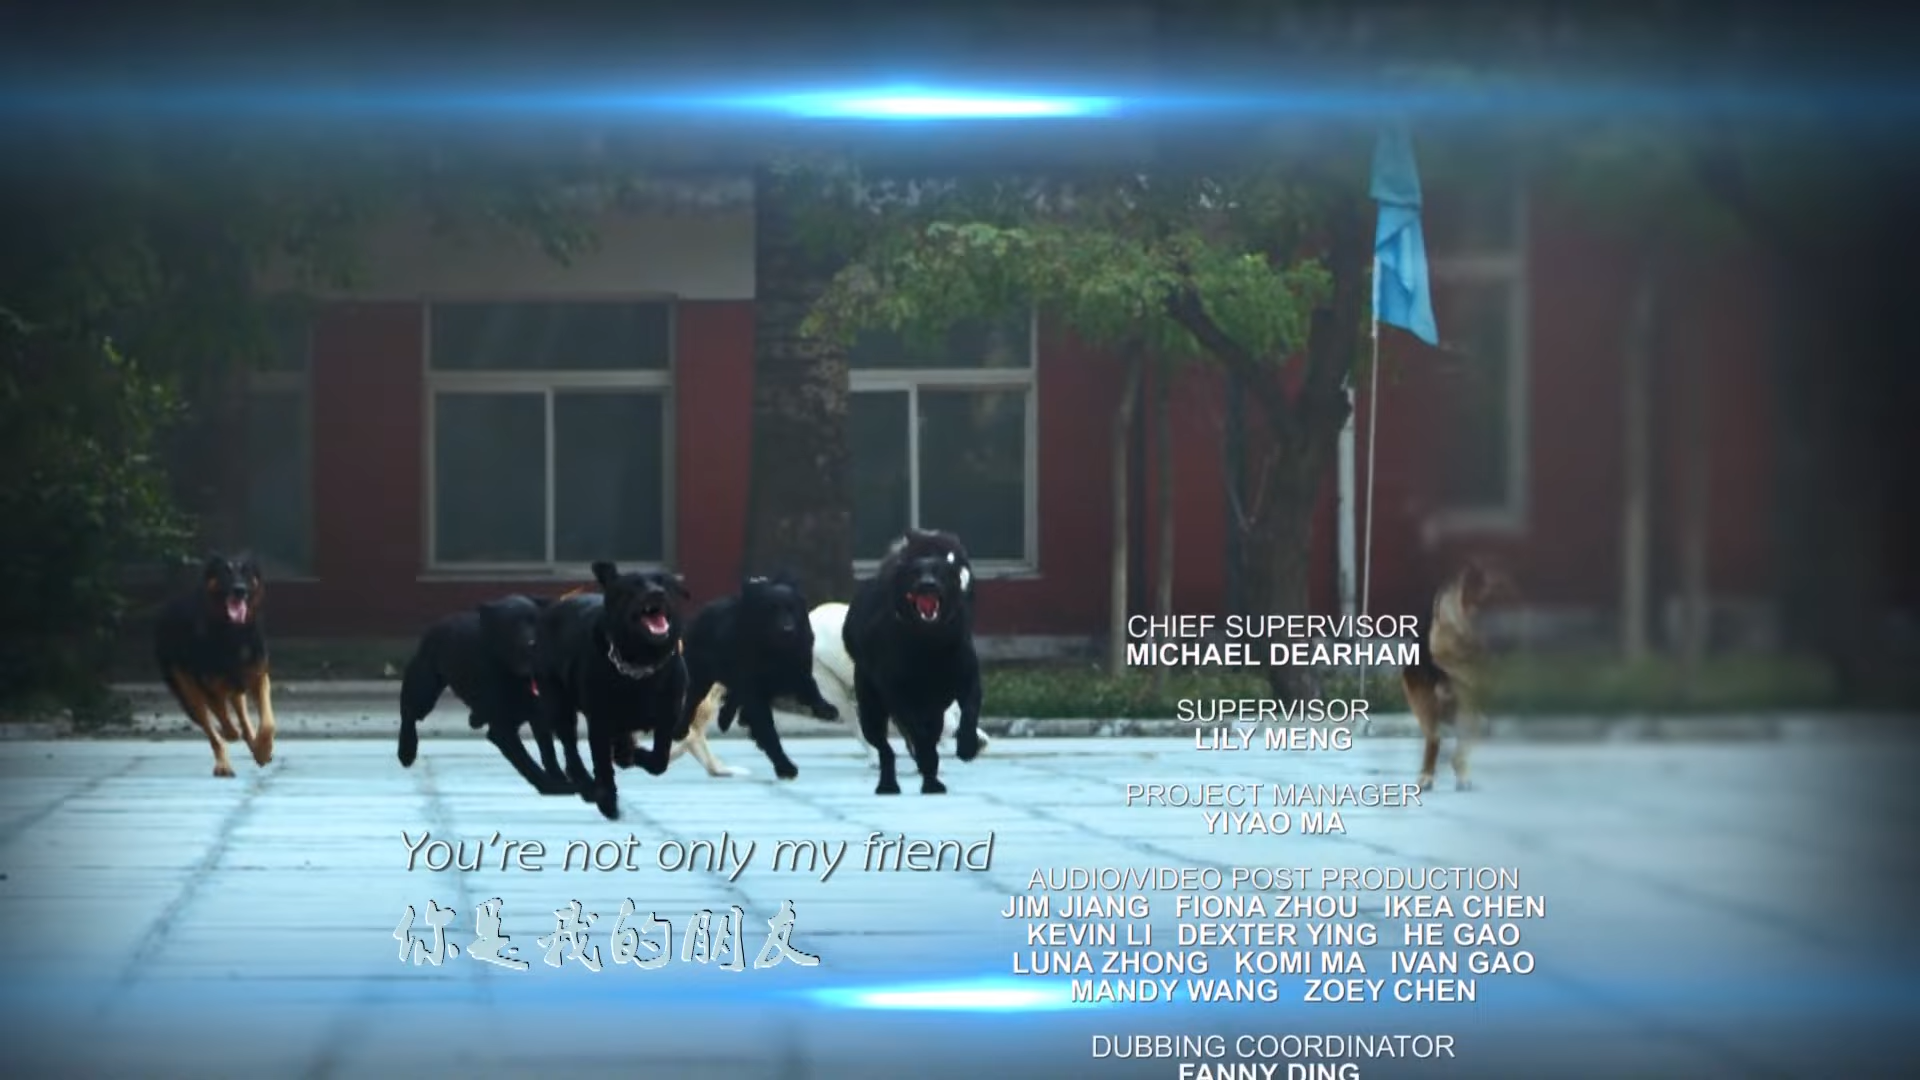 You're not only my friend
你是我的朋友
CHIEF SUPERVISOR
MICHAEL DEARHAM
SUPERVISOR
LILY MENG
PROJECT MANAGER
YIYAO MA
AUDIO/VIDEO POST PRODUCTION
JIM JIANG FIONA ZHOU IKEA CHEN
KEVIN LI DEXTER YING HE GAO
LUNA ZHONG KOMI MA IVAN GAO
MANDY WANG ZOEY CHEN
DUBBING COORDINATOR
FANNY DING